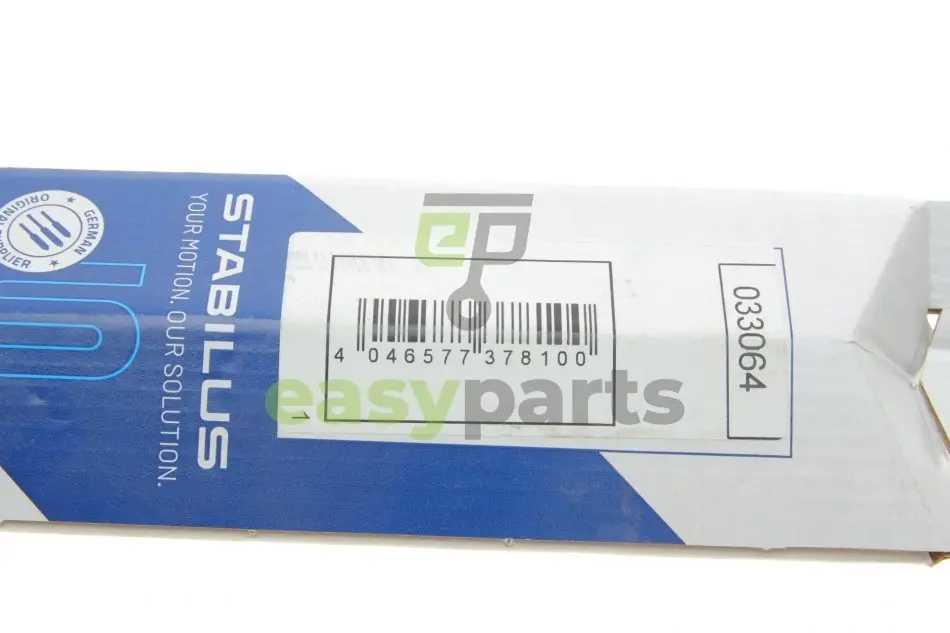 GERMAN
ORIGINAL SUPPLIER
STABILUS
YOUR MOTION. OUR SOLUTION.
ep
4 046577 378100
1
033064
easyparts